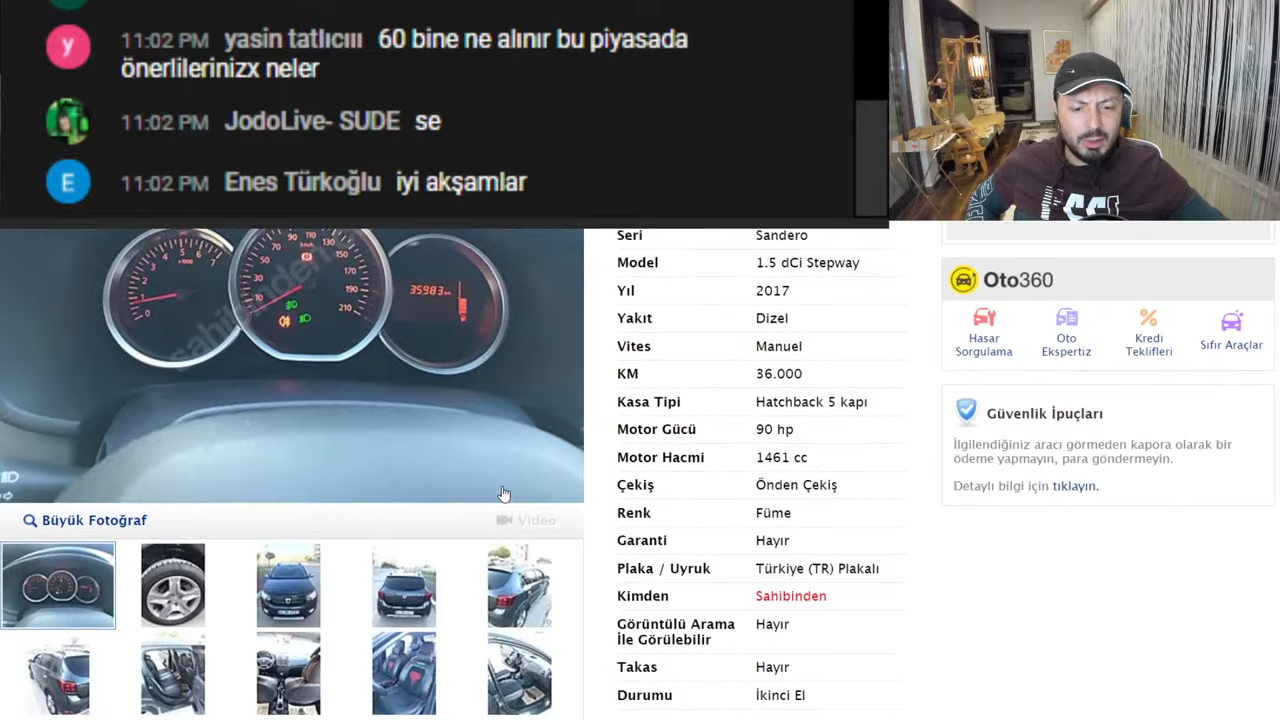 y 11:02 PM yasin tatlıcııı 60 bine ne alınır bu piyasada
önerlilerinizx neler
11:02 PM JodoLive- SUDE se
E 11:02 PM Enes Türkoğlu iyi akşamlar
Seri Sandero
Model 1.5 dCi Stepway
Yıl 2017
Yakıt Dizel
Vites Manuel
KM 36.000
Kasa Tipi Hatchback 5 kapı
Motor Gücü 90 hp
Motor Hacmi 1461 cc
Çekiş Önden Çekiş
Renk Füme
Garanti Hayır
Plaka / Uyruk Türkiye (TR) Plakalı
Kimden Sahibinden
Görüntülü Arama
İle Görülebilir Hayır
Takas Hayır
Durumu İkinci El
35983km
Büyük Fotoğraf
Video
Oto360
Hasar
Sorgulama
Oto
Ekspertiz
Kredi
Teklifleri
Sıfır Araçlar
Güvenlik İpuçları
İlgilendiğiniz aracı görmeden kapora olarak bir
ödeme yapmayın, para göndermeyin.
Detaylı bilgi için tıklayın.